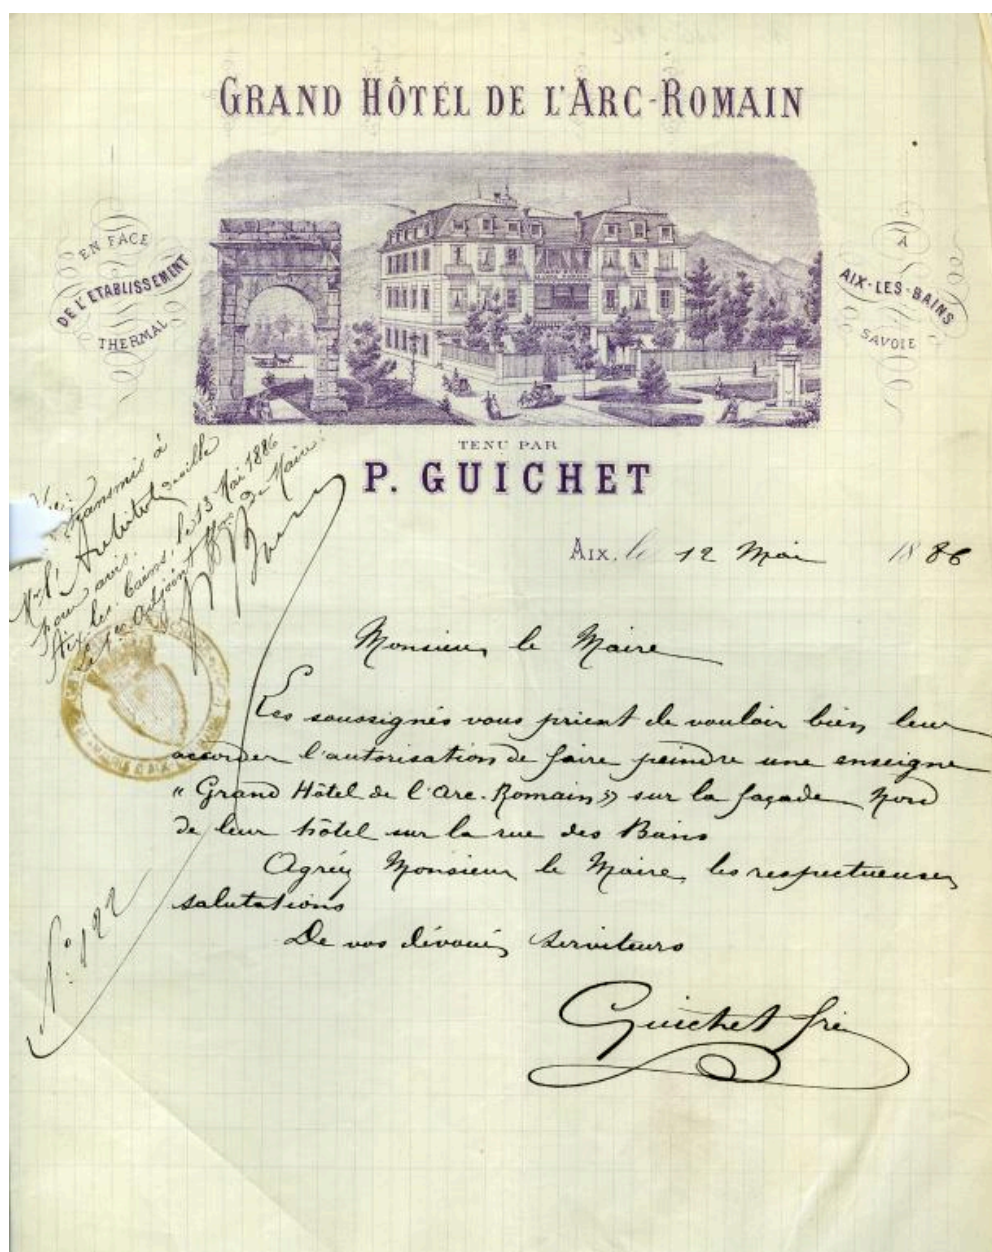 GRAND HÔTEL DE L'ARC-ROMAIN
EN FACE
DE L'ETABLISSEMENT
THERMAL
A
AIX-LES-BAINS
SAVOIE
TENU PAR
P. GUICHET
AIX, le 12 Mai 1886
Transmis à
Mr l'Architecte de ville
pour avis.
Aix-les-bains, le 13 Mai 1886
Monsieur le Maire
Les soussignés vous prient de vouloir bien leur
accorder l'autorisation de faire peindre une enseigne
"Grand Hôtel de l'Arc-Romain" sur la façade Nord
de leur hôtel sur la rue des Bains
Agréez Monsieur le Maire, les respectueuses
salutations
De vos dévoués serviteurs
Guichet
N° 122